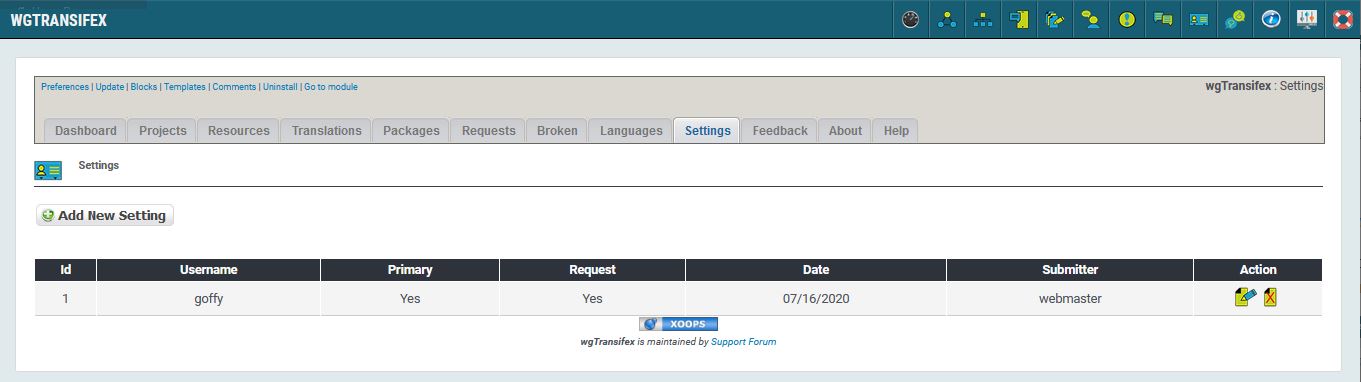 WGTRANSIFEX
Preferences | Update | Blocks | Templates | Comments | Uninstall | Go to module
wgTransifex : Settings
Dashboard Projects Resources Translations Packages Requests Broken Languages Settings Feedback About Help
Settings
Add New Setting
Id Username Primary Request Date Submitter Action
1 goffy Yes Yes 07/16/2020 webmaster
XOOPS
wgTransifex is maintained by Support Forum